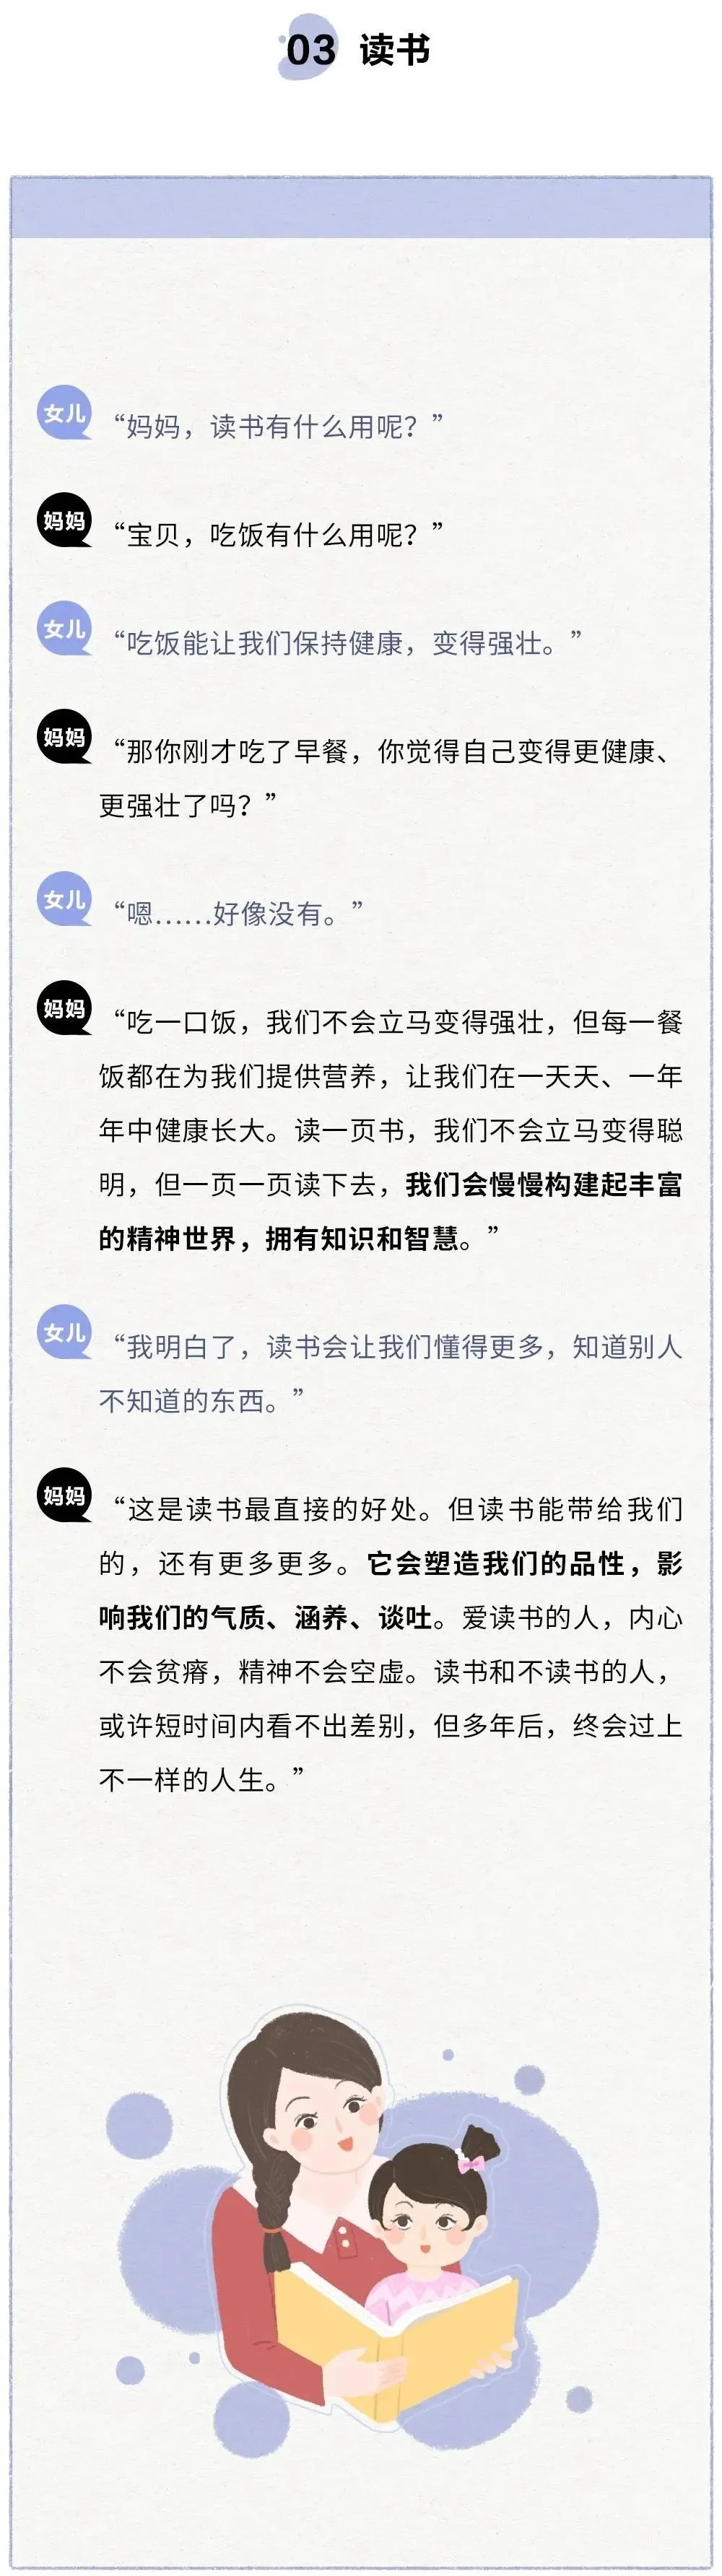 03 读书
女儿 “妈妈，读书有什么用呢？”
妈妈 “宝贝，吃饭有什么用呢？”
女儿 “吃饭能让我们保持健康，变得强壮。”
妈妈 “那你刚才吃了早餐，你觉得自己变得更健康、
更强壮了吗？”
女儿 “嗯……好像没有。”
妈妈 “吃一口饭，我们不会立马变得强壮，但每一餐
饭都在为我们提供营养，让我们在一天天、一年
年中健康长大。读一页书，我们不会立马变得聪
明，但一页一页读下去，我们会慢慢构建起丰富
的精神世界，拥有知识和智慧。”
女儿 “我明白了，读书会让我们懂得更多，知道别人
不知道的东西。”
妈妈 “这是读书最直接的好处。但读书能带给我们
的，还有更多更多。它会塑造我们的品性，影
响我们的气质、涵养、谈吐。爱读书的人，内心
不会贫瘠，精神不会空虚。读书和不读书的人，
或许短时间内看不出差别，但多年后，终会过上
不一样的人生。”